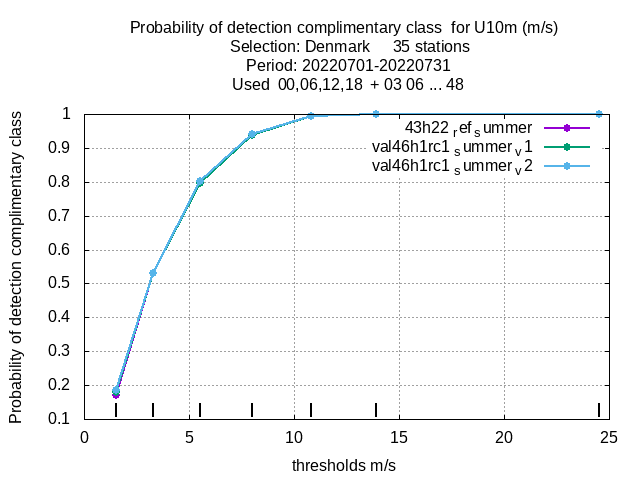 Probability of detection complimentary class  for U10m (m/s)
Selection: Denmark     35 stations
Period: 20220701-20220731
Used  00,06,12,18  + 03 06 ... 48
Probability of detection complimentary class
1
0.9
0.8
0.7
0.6
0.5
0.4
0.3
0.2
0.1
43h22 ref summer
val46h1rc1 summer v1
val46h1rc1 summer v2
0 5 10 15 20 25
thresholds m/s